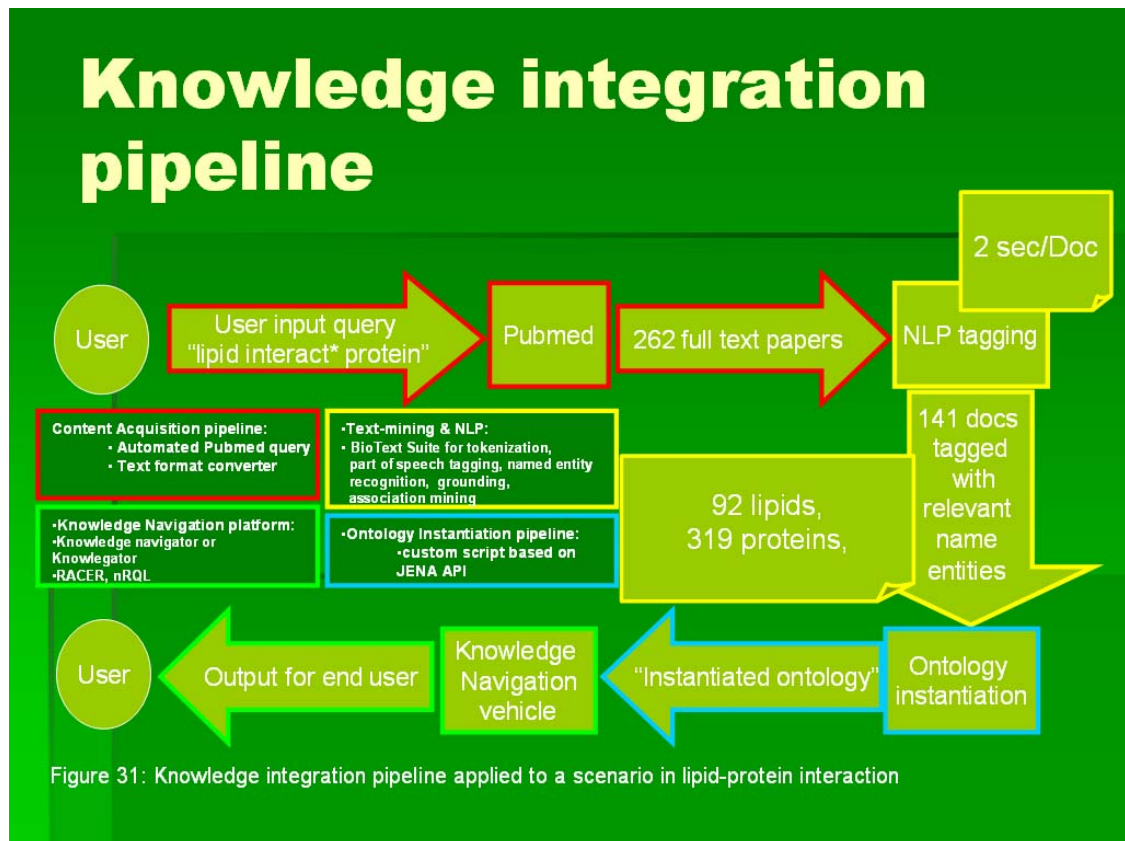 Knowledge integration
pipeline
2 sec/Doc
User
User input query
“lipid interact* protein”
Pubmed
262 full text papers
NLP tagging
Content Acquisition pipeline:
• Automated Pubmed query
• Text format converter
•Text-mining & NLP:
• BioText Suite for tokenization,
part of speech tagging, named entity
recognition, grounding,
association mining
141 docs
tagged
with
relevant
name
entities
92 lipids,
319 proteins,
•Knowledge Navigation platform:
•Knowledge navigator or
Knowlegator
•RACER, nRQL
•Ontology Instantiation pipeline:
•custom script based on
JENA API
User
Output for end user
Knowledge
Navigation
vehicle
“Instantiated ontology”
Ontology
instantiation
Figure 31: Knowledge integration pipeline applied to a scenario in lipid-protein interaction